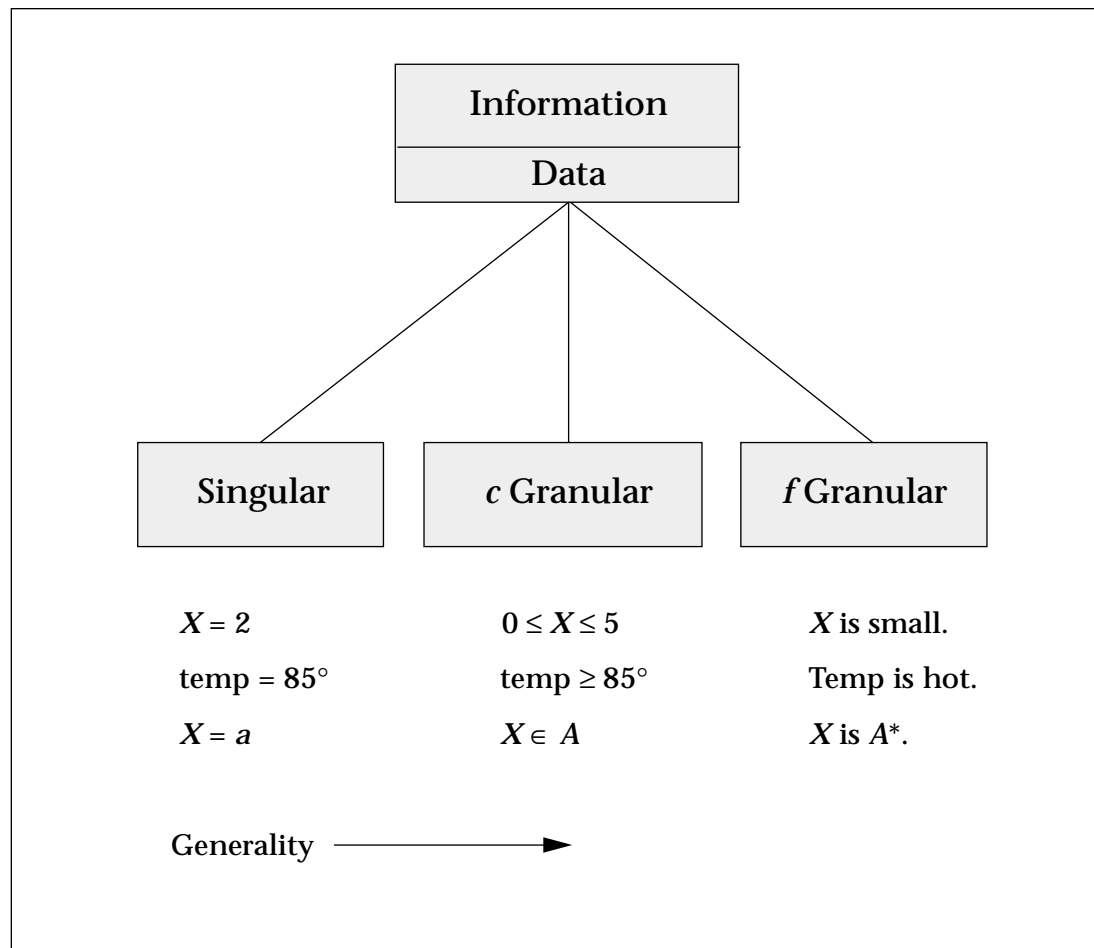 Information
Data
Singular
c Granular
f Granular
X = 2
0 ≤ X ≤ 5
X is small.
temp = 85°
temp ≥ 85°
Temp is hot.
X = a
X ∈ A
X is A*.
Generality